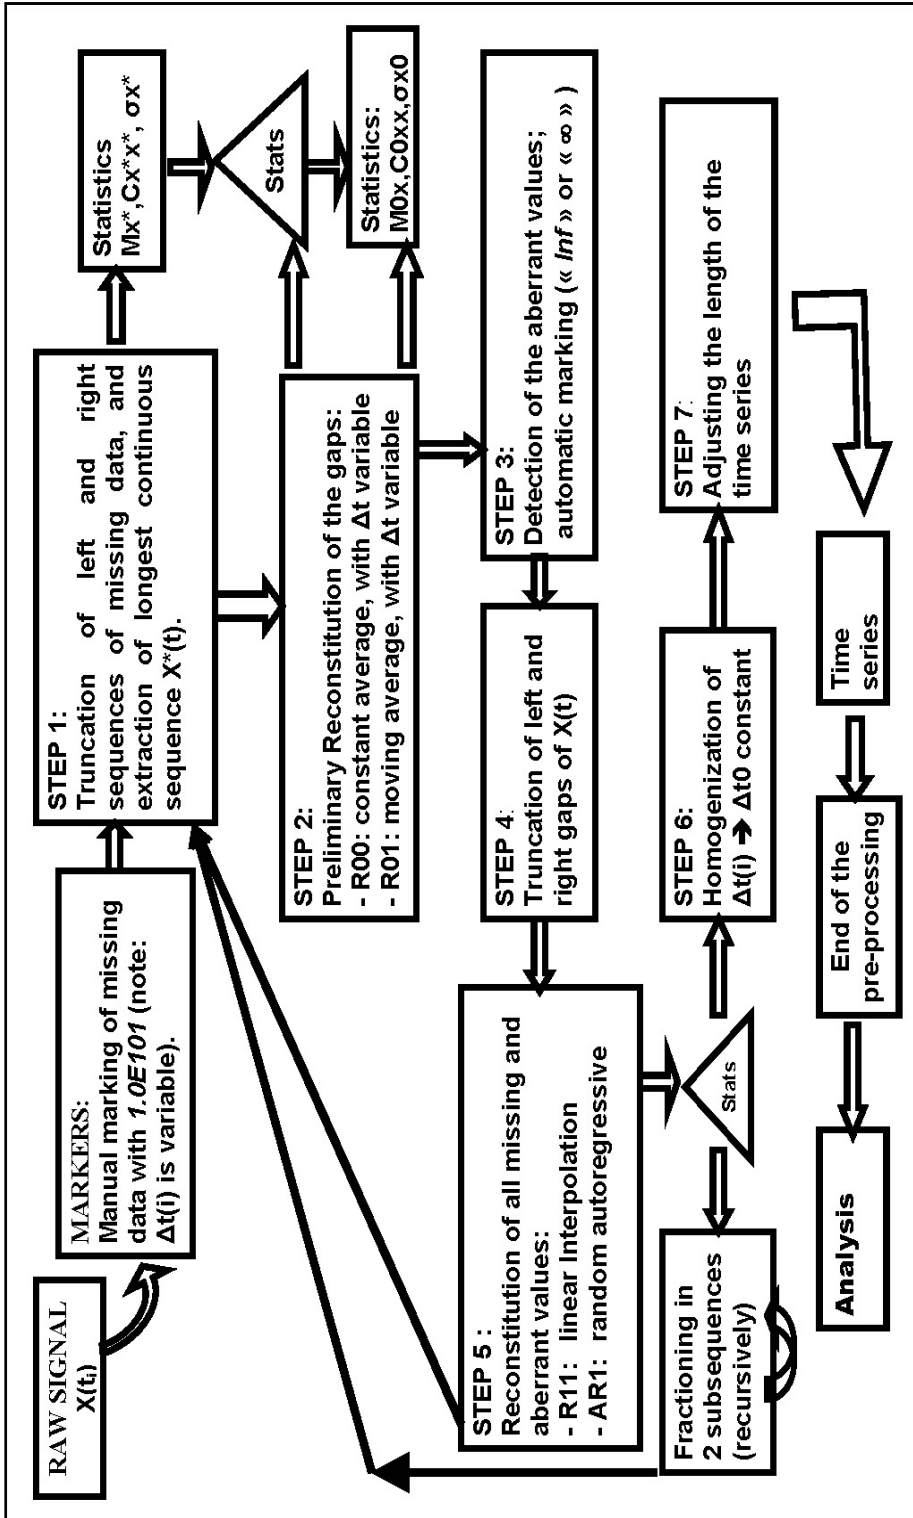 RAW SIGNAL
X(ti)
MARKERS:
Manual marking of missing
data with 1.0E101 (note:
Δt(i) is variable).
STEP 1:
Truncation of left and right
sequences of missing data, and
extraction of longest continuous
sequence X*(t).
Statistics
Mx*,Cx*x*, σx*
Stats
Statistics:
M0x,C0xx,σx0
STEP 2:
Preliminary Reconstitution of the gaps:
- R00: constant average, with Δt variable
- R01: moving average, with Δt variable
STEP 3:
Detection of the aberrant values;
automatic marking (« Inf » or « ∞ » )
STEP 4:
Truncation of left and
right gaps of X(t)
STEP 5 :
Reconstitution of all missing and
aberrant values:
- R11: linear Interpolation
- AR1: random autoregressive
Stats
Fractioning in
2 subsequences
(recursively)
STEP 6:
Homogenization of
Δt(i) ➔ Δt0 constant
STEP 7:
Adjusting the length of the
time series
Time
series
End of the
pre-processing
Analysis